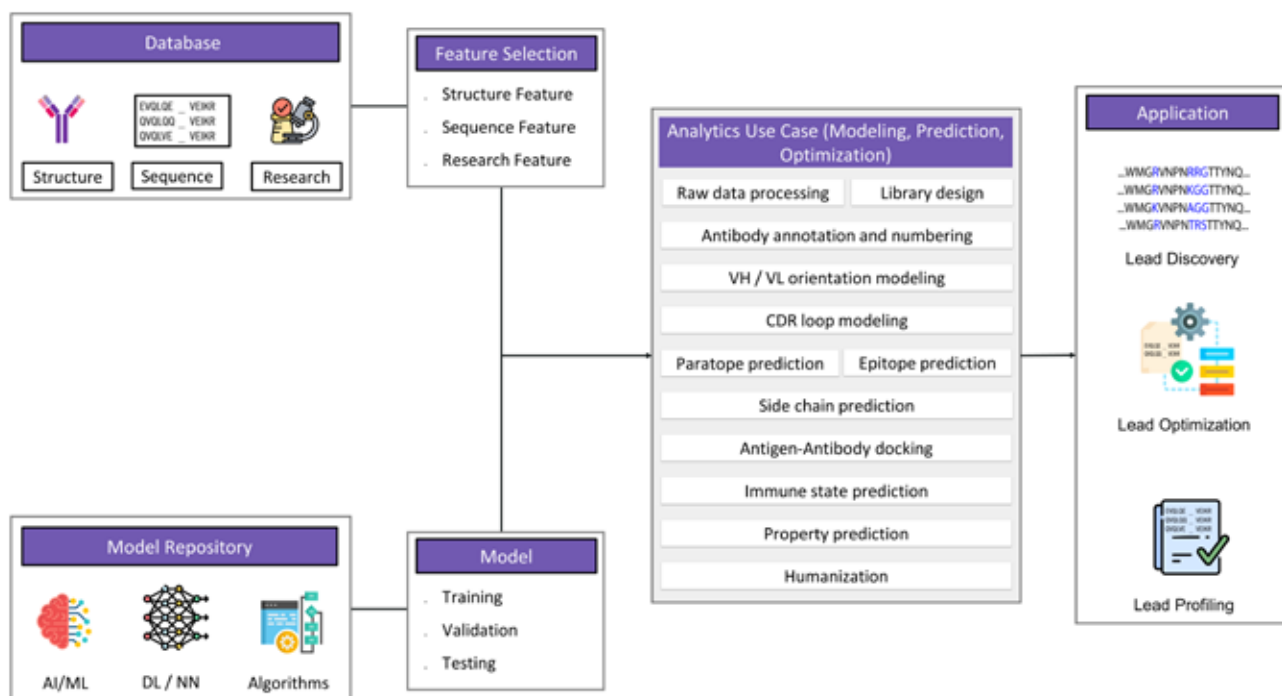 Database
EVQLQE _ VEIKR
QVQLQQ _ VEIKR
QVQLVE _ VEIKR
Structure
Sequence
Research
Feature Selection
Structure Feature
Sequence Feature
Research Feature
Model Repository
AI/ML
DL / NN
Algorithms
Model
Training
Validation
Testing
Analytics Use Case (Modeling, Prediction,
Optimization)
Raw data processing
Library design
Antibody annotation and numbering
VH / VL orientation modeling
CDR loop modeling
Paratope prediction
Epitope prediction
Side chain prediction
Antigen-Antibody docking
Immune state prediction
Property prediction
Humanization
Application
...WMGRVNPNRRGTTYNQ...
...WMGRVNPNKGGTTYNQ...
...WMGKVNPNAGGTTYNQ...
...WMGRVNPNTRSTTYNQ...
Lead Discovery
Lead Optimization
Lead Profiling